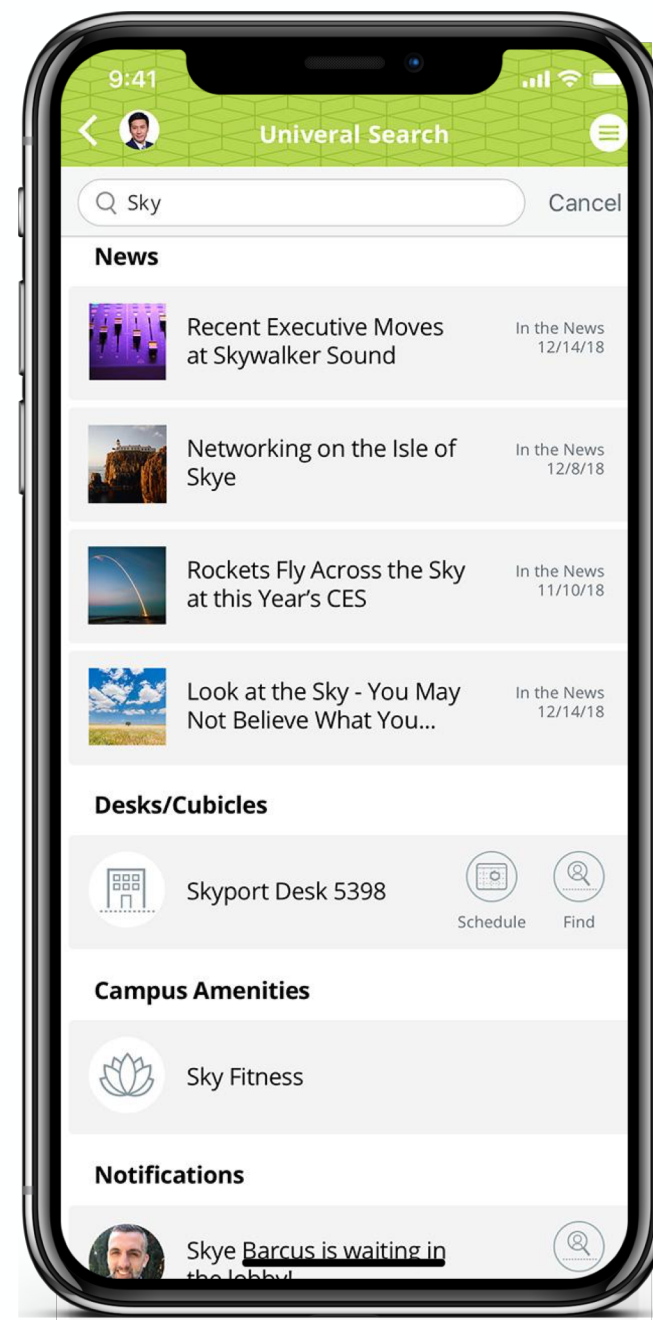 9:41
Univeral Search
Sky
Cancel
News
Recent Executive Moves
at Skywalker Sound
In the News
12/14/18
Networking on the Isle of
Skye
In the News
12/8/18
Rockets Fly Across the Sky
at this Year's CES
In the News
11/10/18
Look at the Sky - You May
Not Believe What You...
In the News
12/14/18
Desks/Cubicles
Skyport Desk 5398
Schedule
Find
Campus Amenities
Sky Fitness
Notifications
Skye Barcus is waiting in
the lobby!